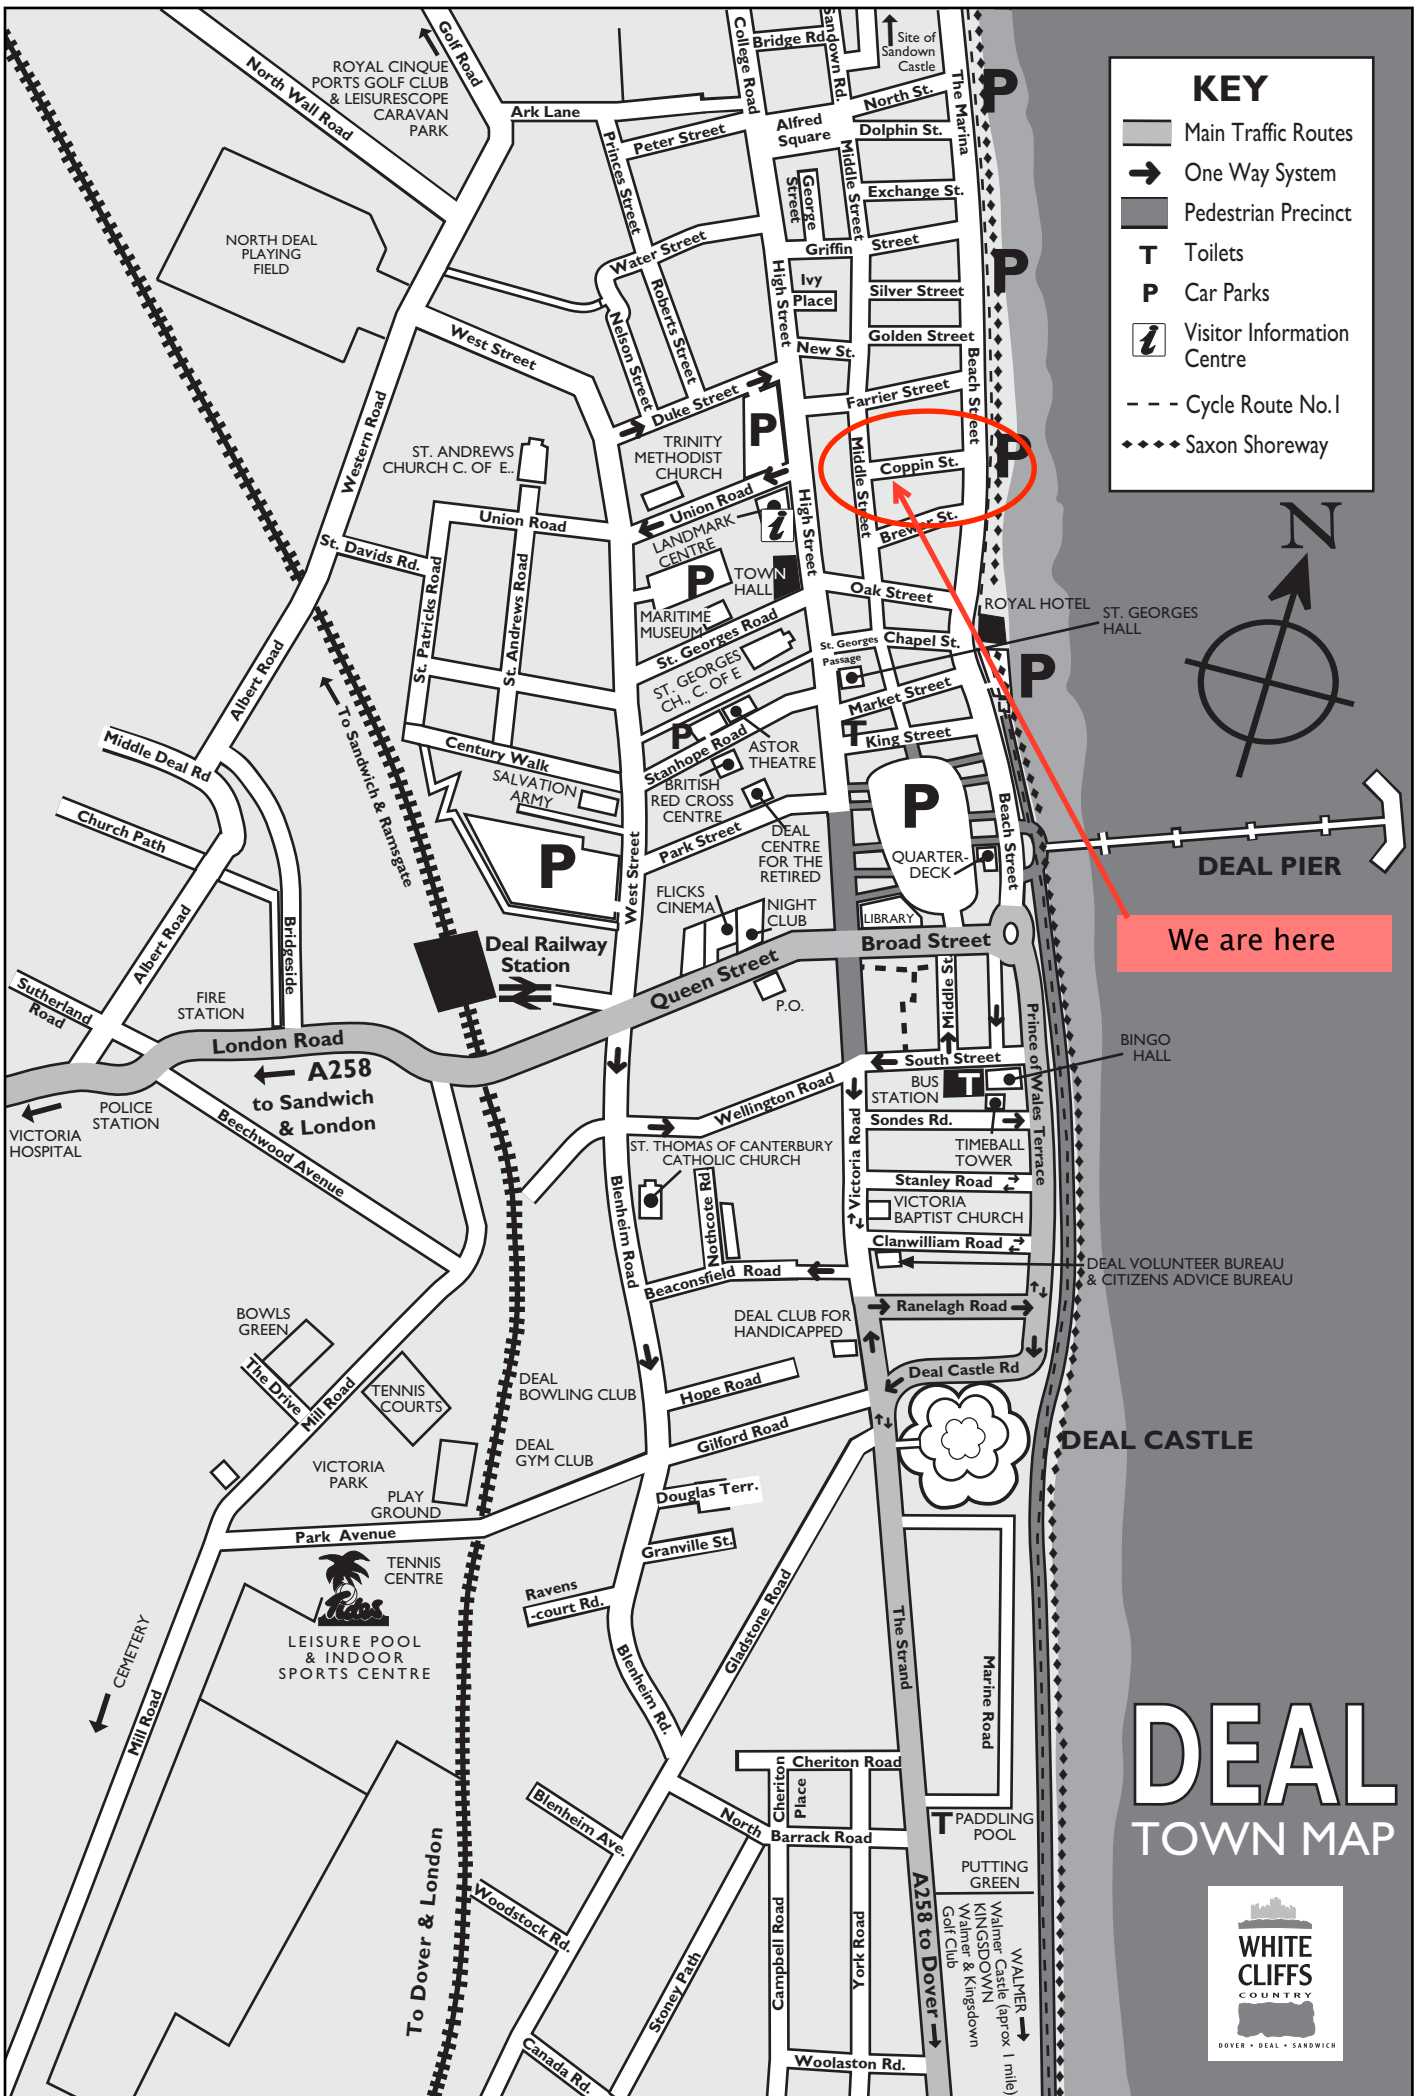 Golf Road
ROYAL CINQUE
PORTS GOLF CLUB
& LEISURESCOPE
CARAVAN
PARK
North Wall Road
Ark Lane
College Road
Bridge Rd.
Sandown Rd.
Site of
Sandown
Castle
North St.
The Marina
P
Peter Street
Alfred
Square
Dolphin St.
Princes Street
Middle Street
Exchange St.
George
Street
NORTH DEAL
PLAYING
FIELD
Water Street
Griffin
Street
P
Ivy
Place
Silver Street
High Street
Roberts Street
Nelson Street
Golden Street
West Street
New St.
Beach Street
Duke Street
Farrier Street
P
Western Road
ST. ANDREWS
CHURCH C. OF E..
TRINITY
METHODIST
CHURCH
Middle Street
Coppin St.
P
Union Road
Union Road
LANDMARK
CENTRE
i
High Street
Brewer St.
St. Davids Rd.
St. Patricks Road
St. Andrews Road
P
TOWN
HALL
Oak Street
MARITIME
MUSEUM
St. Georges Road
ROYAL HOTEL
ST. GEORGES
HALL
St. Georges
Passage
Chapel St.
ST. GEORGES
CH., C. OF E
P
Albert Road
To Sandwich & Ramsgate
Market Street
T
King Street
P
Stanhope Road
ASTOR
THEATRE
Middle Deal Rd
Century Walk
SALVATION
ARMY
BRITISH
RED CROSS
CENTRE
Church Path
P
P
Park Street
DEAL
CENTRE
FOR THE
RETIRED
QUARTER-
DECK
Beach Street
DEAL PIER
West Street
FLICKS
CINEMA
NIGHT
CLUB
LIBRARY
We are here
Albert Road
Bridgeside
Deal Railway
Station
Queen Street
Broad Street
Sutherland
Road
FIRE
STATION
P.O.
Middle St.
Prince of Wales Terrace
London Road
A258
to Sandwich
& London
South Street
BINGO
HALL
BUS
STATION
T
VICTORIA
HOSPITAL
POLICE
STATION
Beechwood Avenue
Wellington Road
Victoria Road
Sondes Rd.
TIMEBALL
TOWER
ST. THOMAS OF CANTERBURY
CATHOLIC CHURCH
Stanley Road
Blenheim Road
Nothcote Rd
VICTORIA
BAPTIST CHURCH
Clanwilliam Road
Beaconsfield Road
DEAL VOLUNTEER BUREAU
& CITIZENS ADVICE BUREAU
Ranelagh Road
BOWLS
GREEN
DEAL CLUB FOR
HANDICAPPED
The Drive
Mill Road
TENNIS
COURTS
DEAL
BOWLING CLUB
Hope Road
Deal Castle Rd
Gilford Road
DEAL CASTLE
DEAL
GYM CLUB
VICTORIA
PARK
PLAY
GROUND
Douglas Terr.
Park Avenue
Granville St.
TENNIS
CENTRE
Tides
LEISURE POOL
& INDOOR
SPORTS CENTRE
Ravens
-court Rd.
CEMETERY
Mill Road
Blenheim Rd.
Gladstone Road
The Strand
Marine Road
Cheriton Road
Cheriton
Place
North
Barrack Road
T
PADDLING
POOL
Blenheim Ave.
PUTTING
GREEN
To Dover & London
Woodstock Rd.
Stoney Path
Campbell Road
York Road
A258 to Dover
WALMER
Walmer Castle (aprox 1 mile)
KINGSDOWN
Walmer & Kingsdown
Golf Club
Canada Rd.
Woolaston Rd.
KEY
Main Traffic Routes
One Way System
Pedestrian Precinct
T Toilets
P Car Parks
i Visitor Information
Centre
Cycle Route No.1
Saxon Shoreway
N
DEAL
TOWN MAP
WHITE
CLIFFS
COUNTRY
DOVER • DEAL • SANDWICH